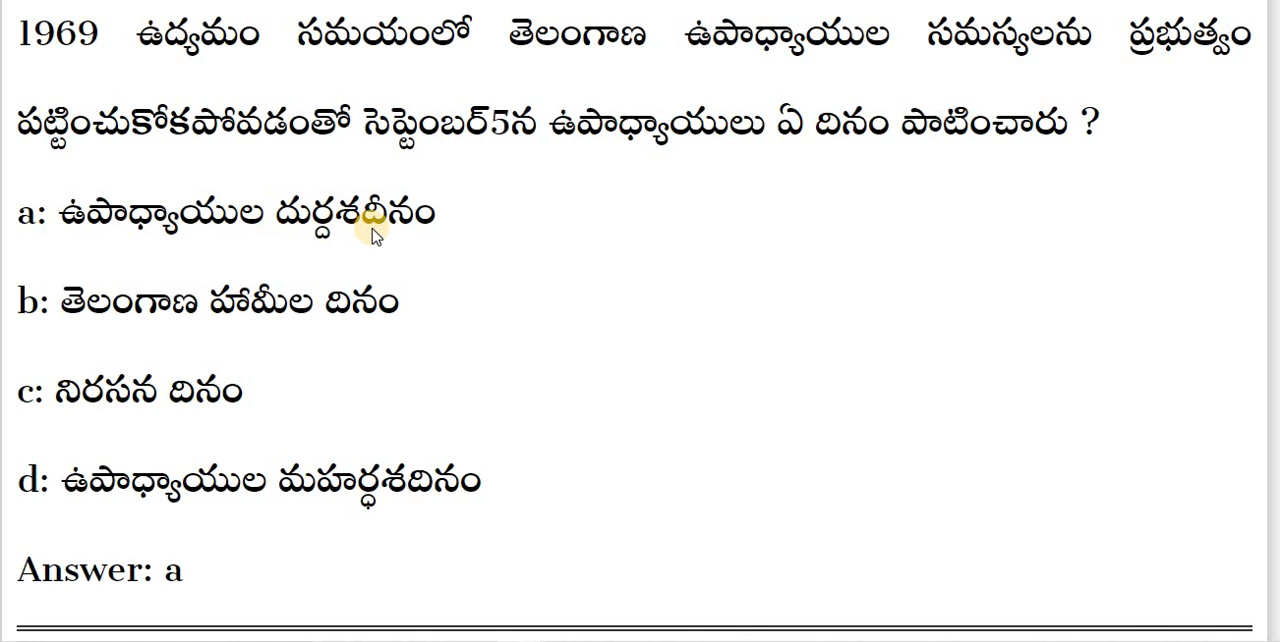 1969 ఉద్యమం సమయంలో తెలంగాణ ఉపాధ్యాయుల సమస్యలను ప్రభుత్వం
పట్టించుకోకపోవడంతో సెప్టెంబర్5న ఉపాధ్యాయులు ఏ దినం పాటించారు ?
a: ఉపాధ్యాయుల దుర్దశదీనం
b: తెలంగాణ హామీల దినం
c: నిరసన దినం
d: ఉపాధ్యాయుల మహర్ధశదినం
Answer: a